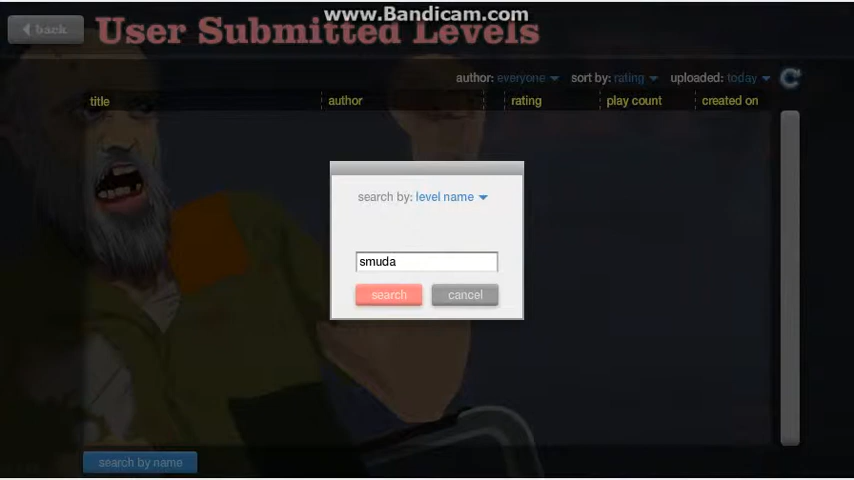 www.Bandicam.com
back
User Submitted Levels
author: everyone sort by: rating uploaded: today
title author rating play count created on
search by: level name
smuda
search cancel
search by name